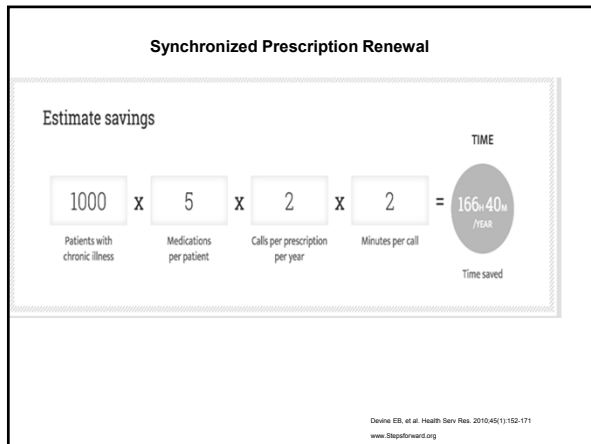 Synchronized Prescription Renewal
Estimate savings
TIME
1000 x 5 x 2 x 2 = 166H 40M
/YEAR
Patients with
chronic illness
Medications
per patient
Calls per prescription
per year
Minutes per call
Time saved
Devine EB, et al. Health Serv Res. 2010;45(1):152-171
www.Stepsforward.org